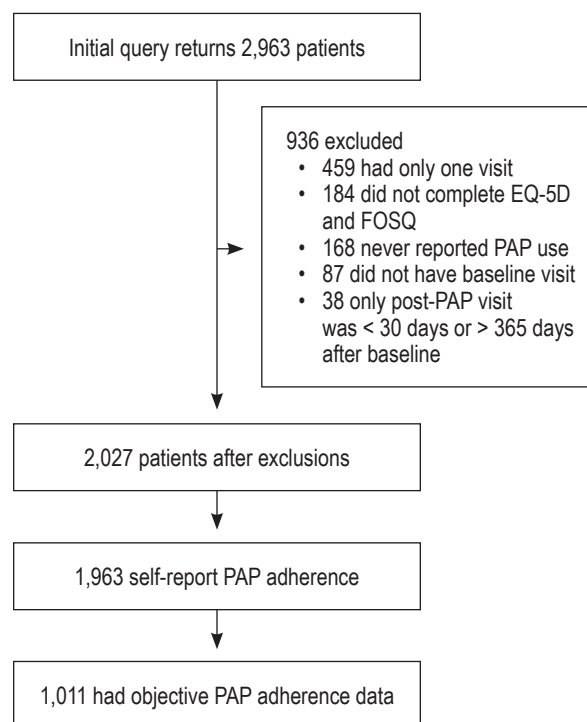 Initial query returns 2,963 patients
936 excluded
• 459 had only one visit
• 184 did not complete EQ-5D
and FOSQ
• 168 never reported PAP use
• 87 did not have baseline visit
• 38 only post-PAP visit
was < 30 days or > 365 days
after baseline
2,027 patients after exclusions
1,963 self-report PAP adherence
1,011 had objective PAP adherence data